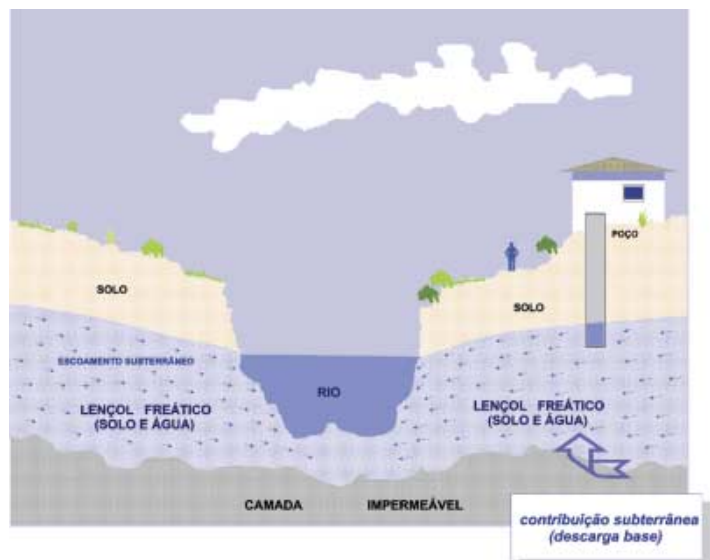 POÇO
SOLO
SOLO
ESCOAMENTO SUBTERRÂNEO
RIO
LENÇOL FREÁTICO
(SOLO E ÁGUA)
LENÇOL FREÁTICO
(SOLO E ÁGUA)
CAMADA IMPERMEÁVEL
contribuição subterrânea
(descarga base)